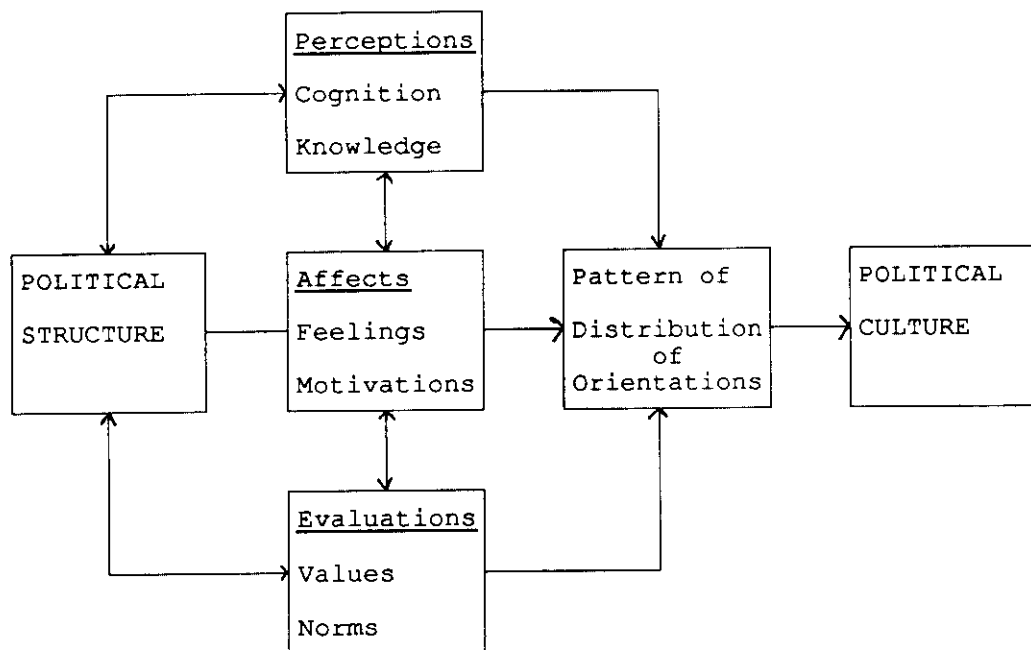 Perceptions
Cognition
Knowledge
POLITICAL
STRUCTURE
Affects
Feelings
Motivations
Pattern of
Distribution
of
Orientations
POLITICAL
CULTURE
Evaluations
Values
Norms